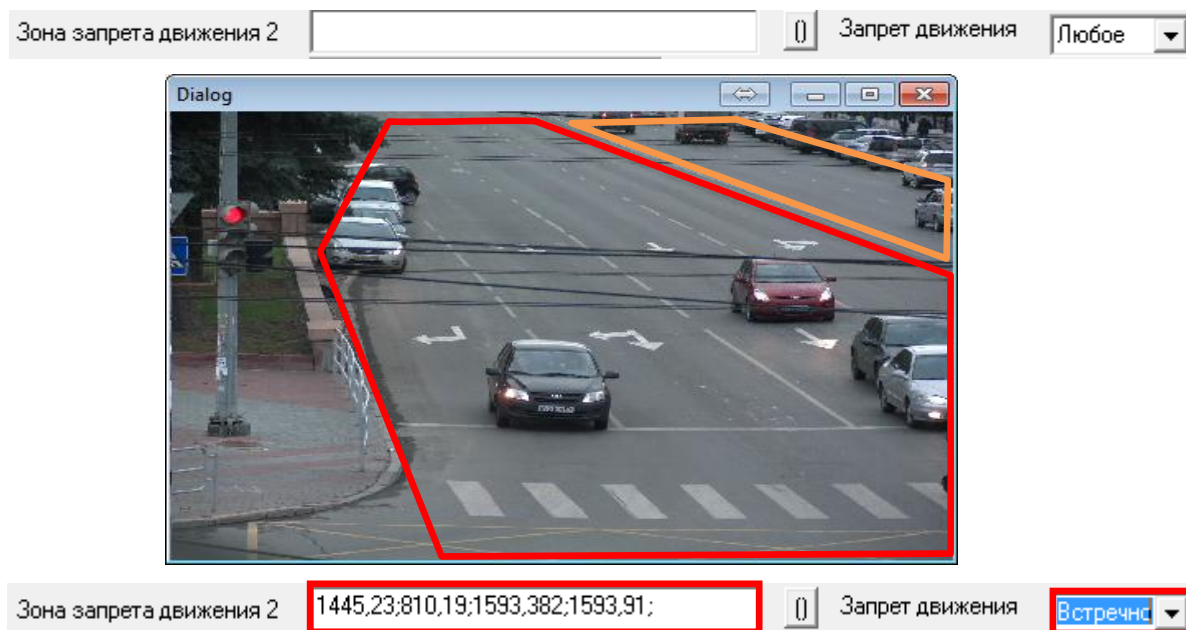 Зона запрета движения 2 () Запрет движения Любое
Dialog
Зона запрета движения 2 1445,23;810,19;1593,382;1593,91; () Запрет движения Встречно